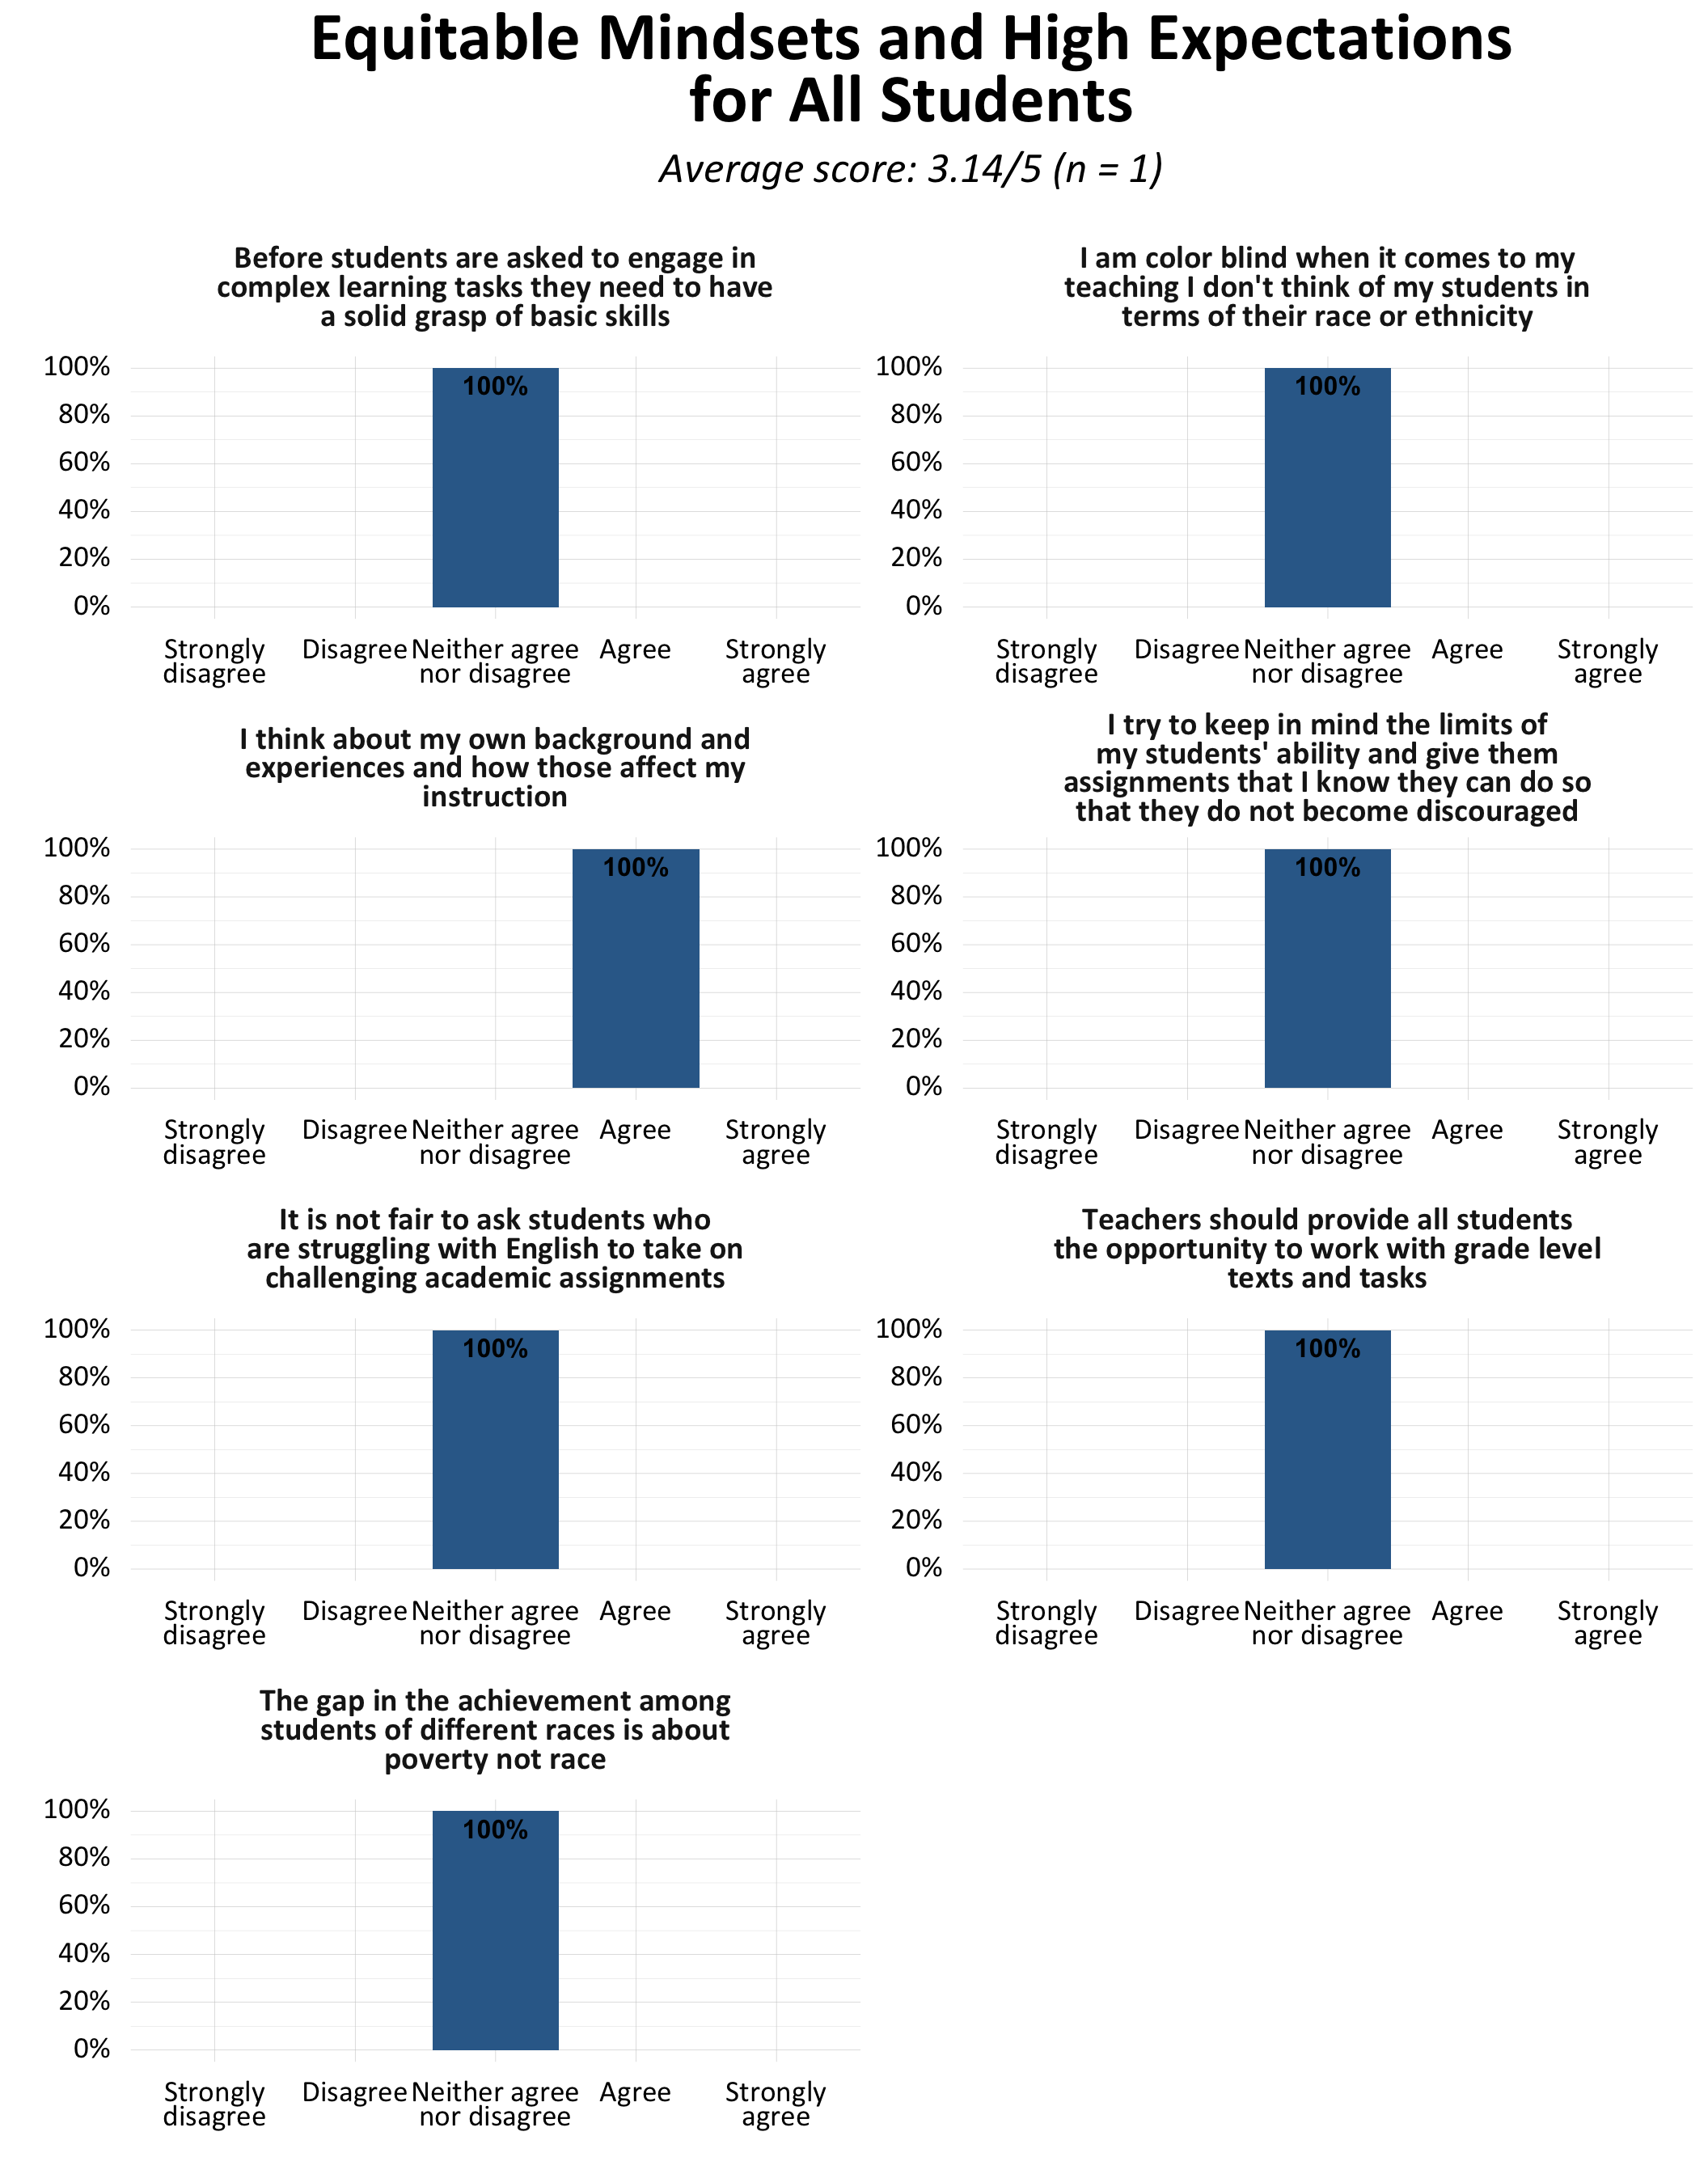 Equitable Mindsets and High Expectations
for All Students
Average score: 3.14/5 (n = 1)
Before students are asked to engage in
complex learning tasks they need to have
a solid grasp of basic skills
100%
80%
60%
40%
20%
0%
100%
Strongly disagree
Disagree
Neither agree nor disagree
Agree
Strongly agree
I am color blind when it comes to my
teaching I don't think of my students in
terms of their race or ethnicity
100%
80%
60%
40%
20%
0%
100%
Strongly disagree
Disagree
Neither agree nor disagree
Agree
Strongly agree
I think about my own background and
experiences and how those affect my
instruction
100%
80%
60%
40%
20%
0%
100%
Strongly disagree
Disagree
Neither agree nor disagree
Agree
Strongly agree
I try to keep in mind the limits of
my students' ability and give them
assignments that I know they can do so
that they do not become discouraged
100%
80%
60%
40%
20%
0%
100%
Strongly disagree
Disagree
Neither agree nor disagree
Agree
Strongly agree
It is not fair to ask students who
are struggling with English to take on
challenging academic assignments
100%
80%
60%
40%
20%
0%
100%
Strongly disagree
Disagree
Neither agree nor disagree
Agree
Strongly agree
Teachers should provide all students
the opportunity to work with grade level
texts and tasks
100%
80%
60%
40%
20%
0%
100%
Strongly disagree
Disagree
Neither agree nor disagree
Agree
Strongly agree
The gap in the achievement among
students of different races is about
poverty not race
100%
80%
60%
40%
20%
0%
100%
Strongly disagree
Disagree
Neither agree nor disagree
Agree
Strongly agree